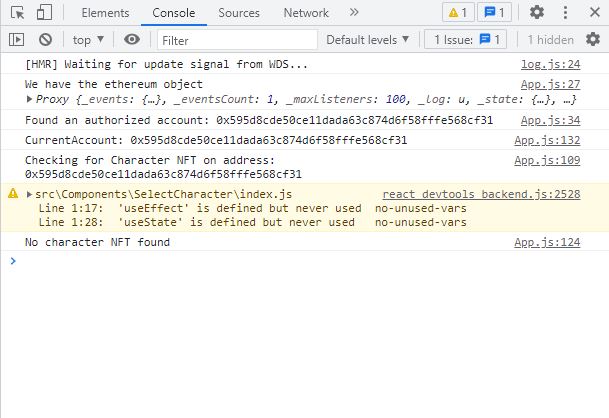 Elements Console Sources Network » 1 1
top Filter Default levels 1 Issue: 1 1 hidden
[HMR] Waiting for update signal from WDS... log.js:24
We have the ethereum object App.js:27
Proxy {_events: {…}, _eventsCount: 1, _maxListeners: 100, _log: u, _state: {…}, …}
Found an authorized account: 0x595d8cde50ce11dada63c874d6f58fffe568cf31 App.js:34
CurrentAccount: 0x595d8cde50ce11dada63c874d6f58fffe568cf31 App.js:132
Checking for Character NFT on address: App.js:109
0x595d8cde50ce11dada63c874d6f58fffe568cf31
src\Components\SelectCharacter\index.js react_devtools_backend.js:2528
Line 1:17: 'useEffect' is defined but never used no-unused-vars
Line 1:28: 'useState' is defined but never used no-unused-vars
No character NFT found App.js:124